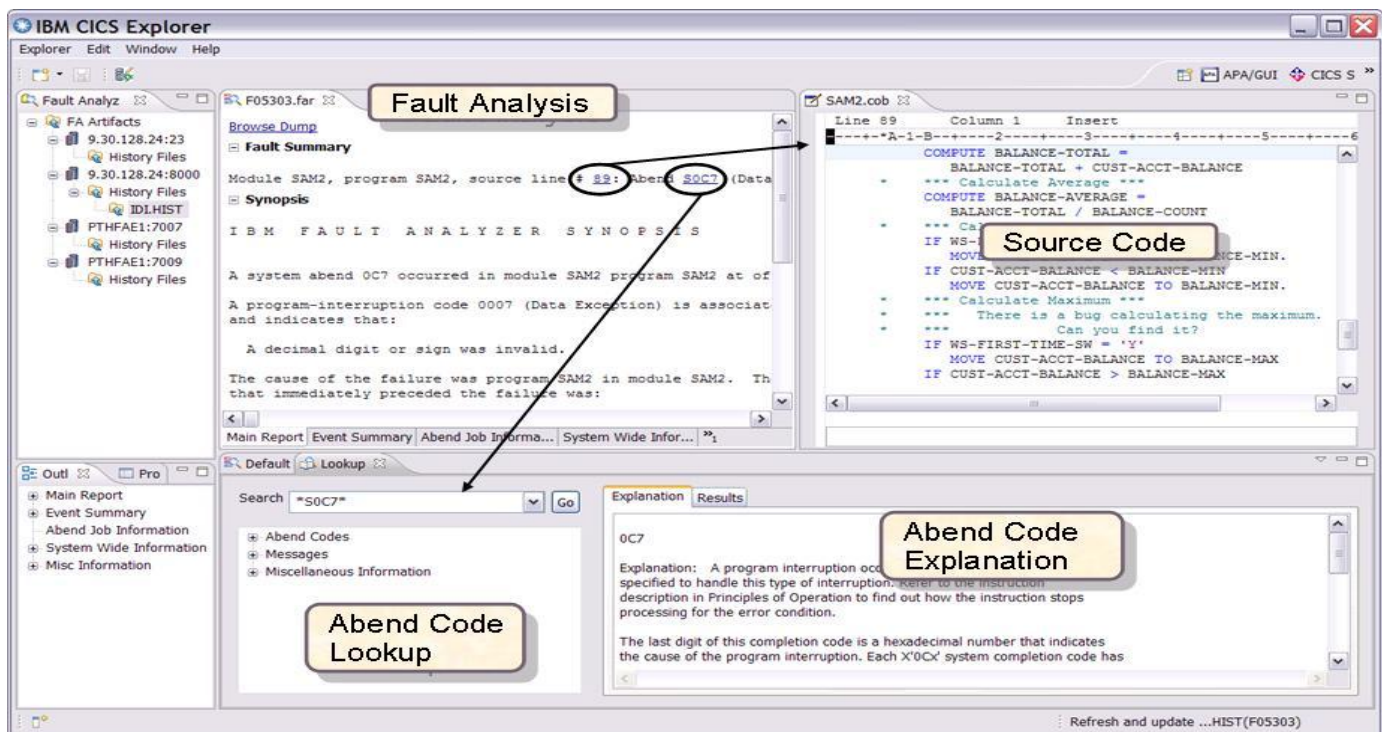 IBM CICS Explorer
Explorer Edit Window Help
APA/GUI CICS S »
Fault Analyz
FA Artifacts
9.30.128.24:23
History Files
9.30.128.24:8000
History Files
IDI.HIST
PTHFAE1:7007
History Files
PTHFAE1:7009
History Files
F05303.far
Fault Analysis
Browse Dump
Fault Summary
Module SAM2, program SAM2, source line # 89: Abend S0C7 (Data
Synopsis
I B M F A U L T A N A L Y Z E R S Y N O P S I S
A system abend 0C7 occurred in module SAM2 program SAM2 at of
A program-interruption code 0007 (Data Exception) is associat
and indicates that:
A decimal digit or sign was invalid.
The cause of the failure was program SAM2 in module SAM2. Th
that immediately preceded the failure was:
Main Report Event Summary Abend Job Informa... System Wide Infor... »1
SAM2.cob
Line 89 Column 1 Insert
----+-*A-1-B--+----2----+----3----+----4----+----5----+----6
COMPUTE BALANCE-TOTAL =
BALANCE-TOTAL + CUST-ACCT-BALANCE
* *** Calculate Average ***
COMPUTE BALANCE-AVERAGE =
BALANCE-TOTAL / BALANCE-COUNT
* ***
IF
MOVE NCE-MIN.
Source Code
IF CUST-ACCT-BALANCE < BALANCE-MIN
MOVE CUST-ACCT-BALANCE TO BALANCE-MIN.
* *** Calculate Maximum ***
* *** There is a bug calculating the maximum.
* *** Can you find it?
IF WS-FIRST-TIME-SW = 'Y'
MOVE CUST-ACCT-BALANCE TO BALANCE-MAX
IF CUST-ACCT-BALANCE > BALANCE-MAX
Outl Pro
Main Report
Event Summary
Abend Job Information
System Wide Information
Misc Information
Default Lookup
Search *S0C7* Go
Abend Codes
Messages
Miscellaneous Information
Abend Code
Lookup
Explanation Results
0C7
Abend Code
Explanation
Explanation: A program interruption
specified to handle this type of interruption. Refer to the instruction
description in Principles of Operation to find out how the instruction stops
processing for the error condition.
The last digit of this completion code is a hexadecimal number that indicates
the cause of the program interruption. Each X'0Cx' system completion code has
Refresh and update ...HIST(F05303)